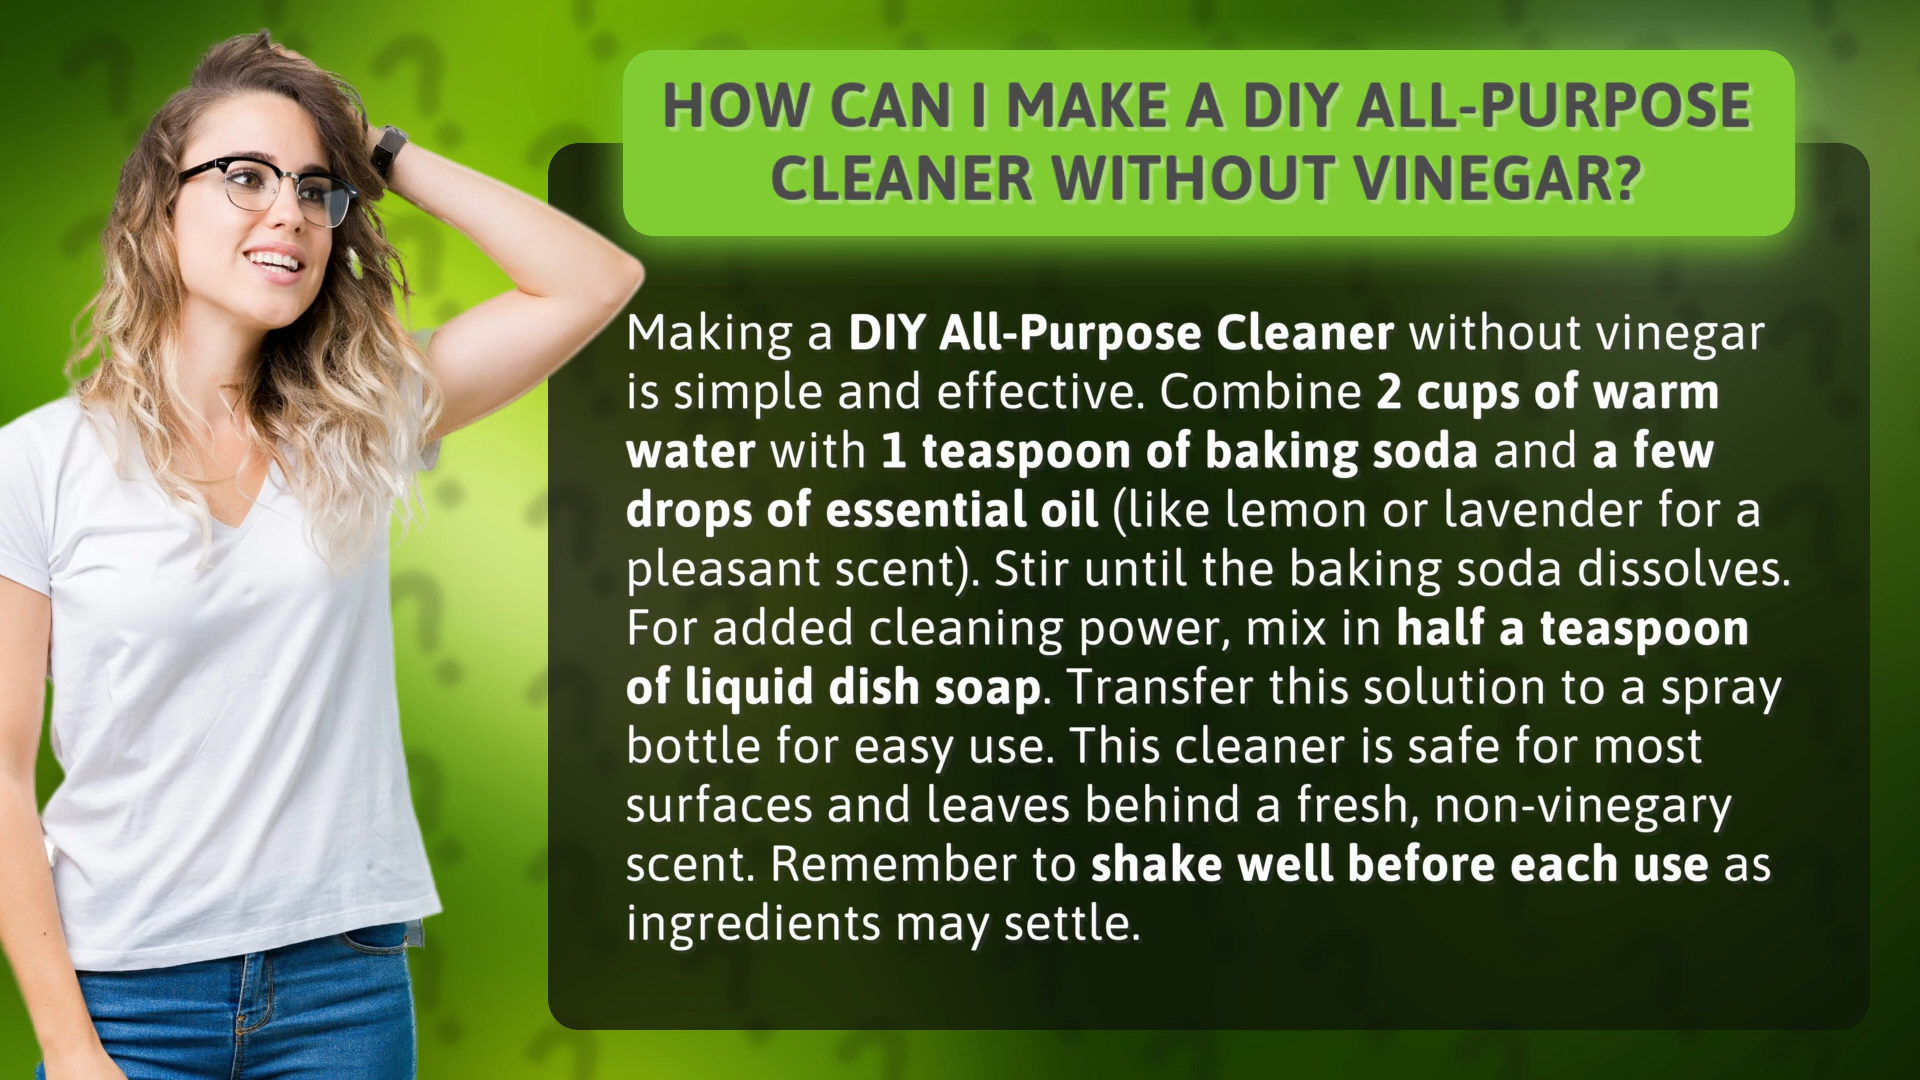 HOW CAN I MAKE A DIY ALL-PURPOSE
CLEANER WITHOUT VINEGAR?
Making a DIY All-Purpose Cleaner without vinegar
is simple and effective. Combine 2 cups of warm
water with 1 teaspoon of baking soda and a few
drops of essential oil (like lemon or lavender for a
pleasant scent). Stir until the baking soda dissolves.
For added cleaning power, mix in half a teaspoon
of liquid dish soap. Transfer this solution to a spray
bottle for easy use. This cleaner is safe for most
surfaces and leaves behind a fresh, non-vinegary
scent. Remember to shake well before each use as
ingredients may settle.